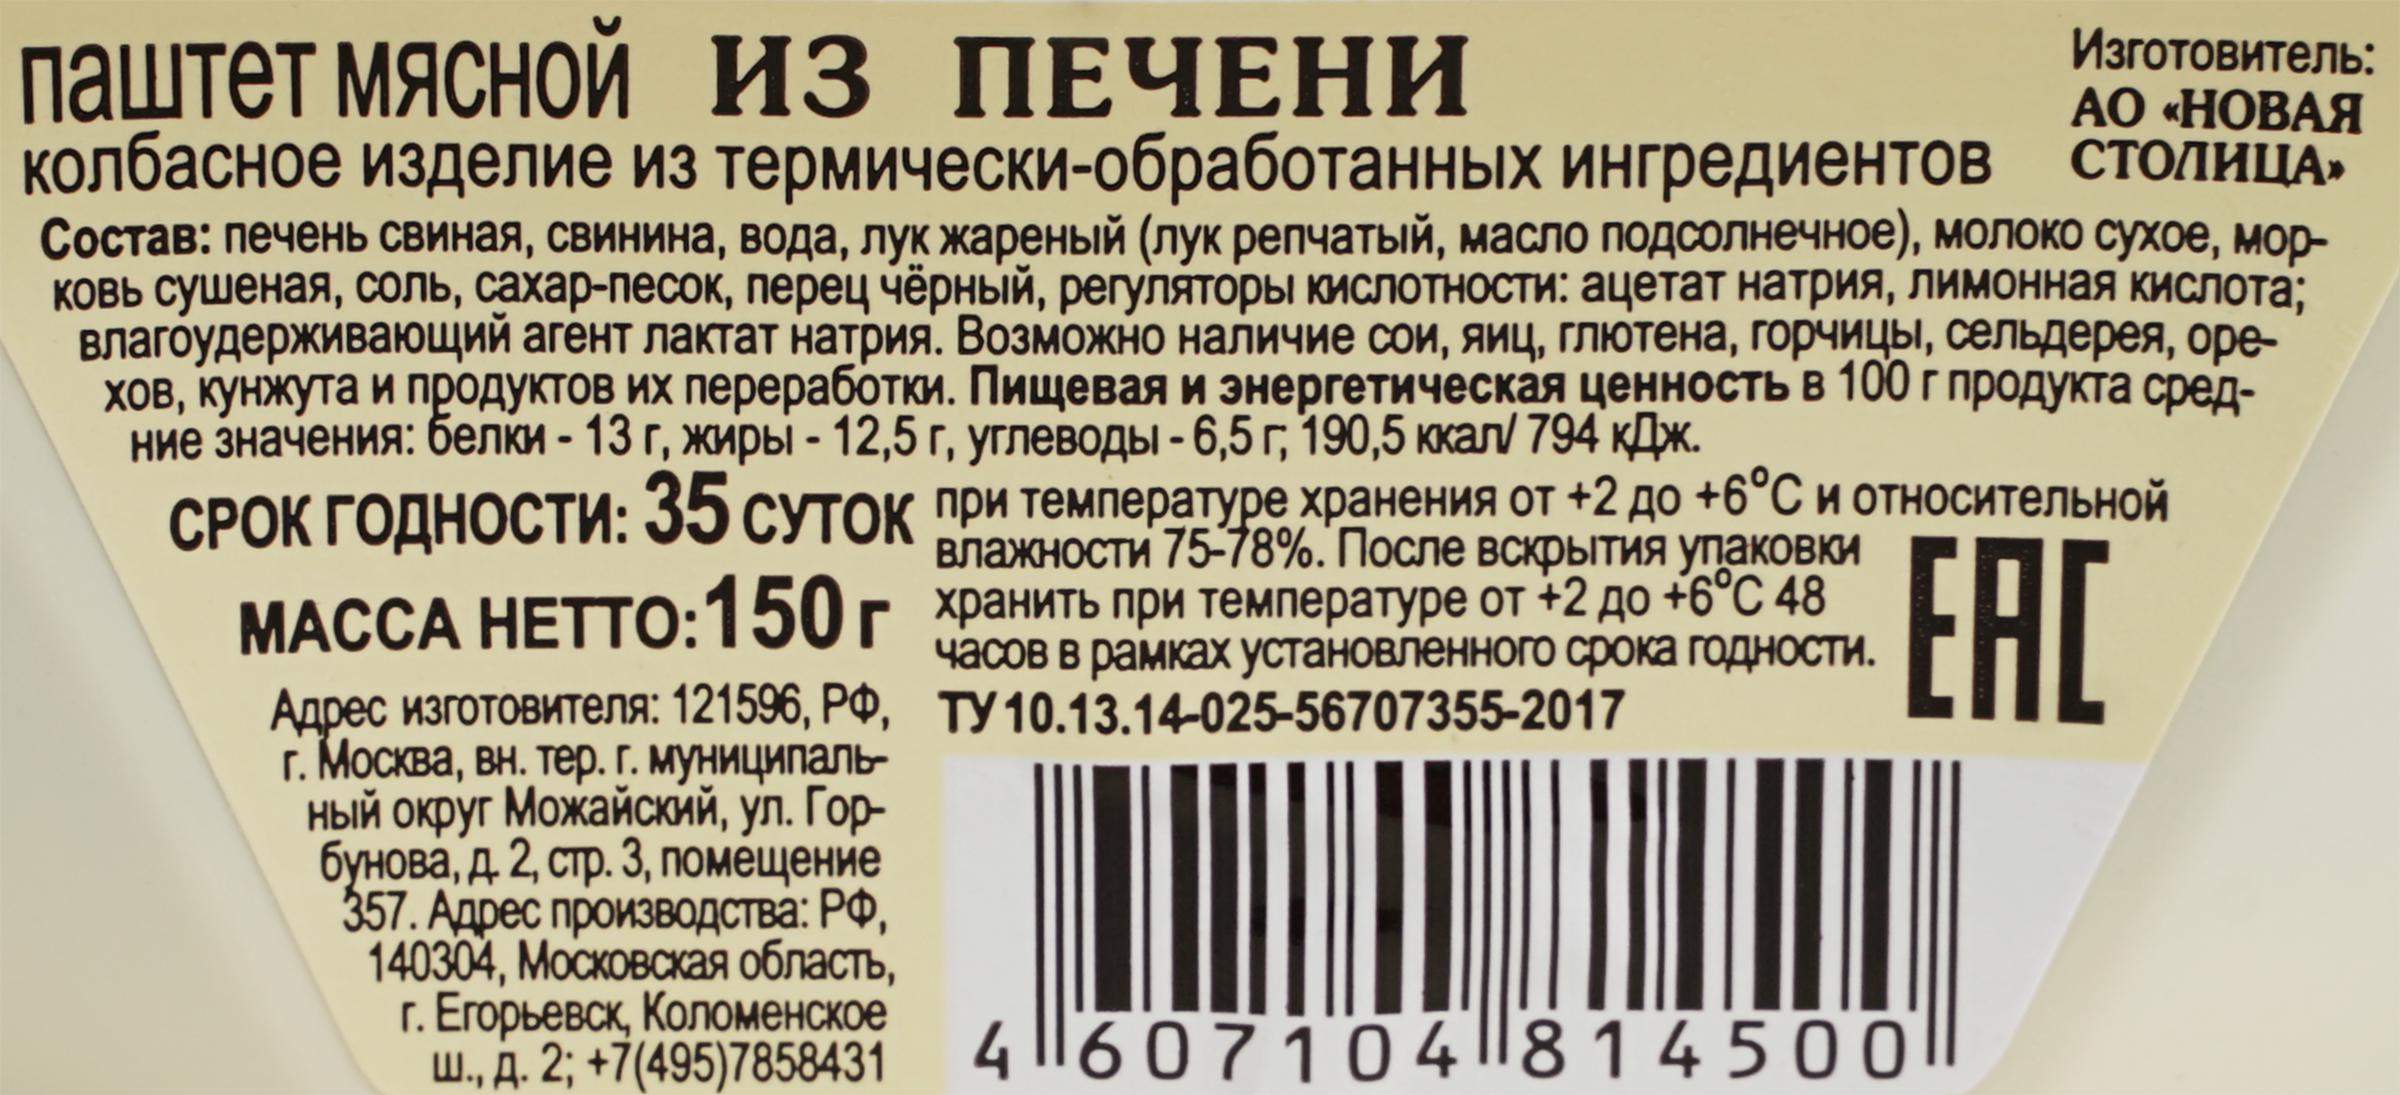 паштет мясной ИЗ ПЕЧЕНИ
колбасное изделие из термически-обработанных ингредиентов
Изготовитель:
АО «НОВАЯ
СТОЛИЦА»
Состав: печень свиная, свинина, вода, лук жареный (лук репчатый, масло подсолнечное), молоко сухое, мор-
ковь сушеная, соль, сахар-песок, перец чёрный, регуляторы кислотности: ацетат натрия, лимонная кислота;
влагоудерживающий агент лактат натрия. Возможно наличие сои, яиц, глютена, горчицы, сельдерея, оре-
хов, кунжута и продуктов их переработки. Пищевая и энергетическая ценность в 100 г продукта сред-
ние значения: белки - 13 г, жиры - 12,5 г, углеводы - 6,5 г; 190,5 ккал/ 794 кДж.
СРОК ГОДНОСТИ: 35 СУТОК
МАССА НЕТТО: 150 г
при температуре хранения от +2 до +6°С и относительной
влажности 75-78%. После вскрытия упаковки
хранить при температуре от +2 до +6°С 48
часов в рамках установленного срока годности.
ТУ 10.13.14-025-56707355-2017
ЕАС
Адрес изготовителя: 121596, РФ,
г. Москва, вн. тер. г. муниципаль-
ный округ Можайский, ул. Гор-
бунова, д. 2, стр. 3, помещение
357. Адрес производства: РФ,
140304, Московская область,
г. Егорьевск, Коломенское
ш., д. 2; +7(495)7858431
4 607104 814500